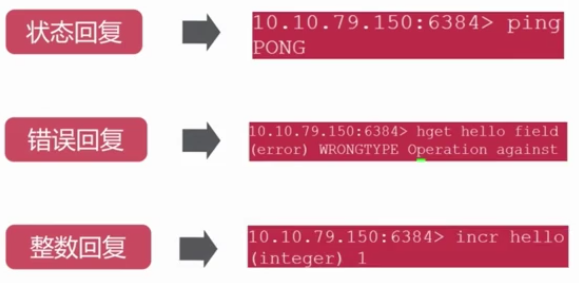 状态回复
10.10.79.150:6384> ping
PONG
错误回复
10.10.79.150:6384> hget hello field
(error) WRONGTYPE Operation against
整数回复
10.10.79.150:6384> incr hello
(integer) 1